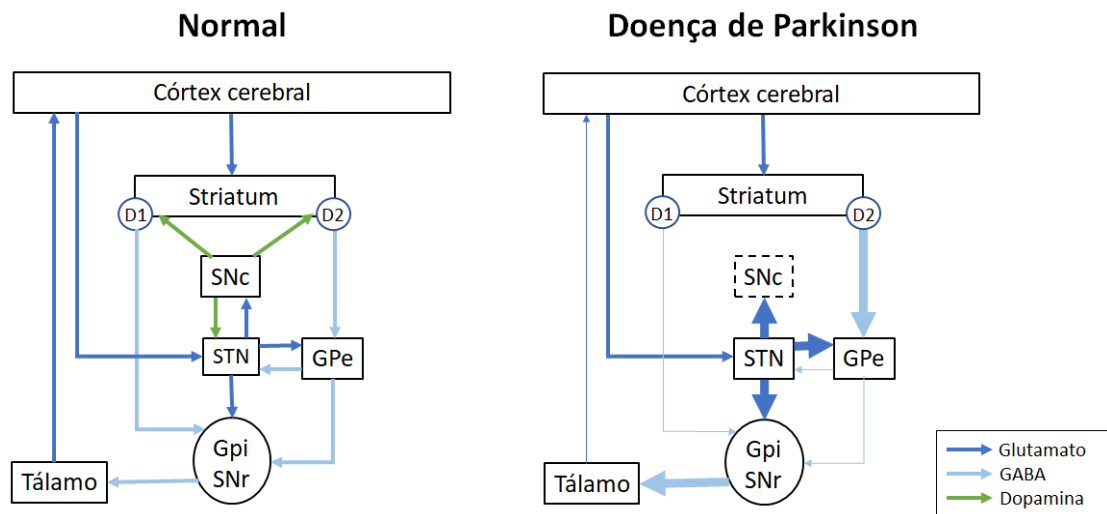 Normal
Córtex cerebral
Striatum
D1
D2
SNc
STN
GPe
Gpi
SNr
Tálamo
Doença de Parkinson
Córtex cerebral
Striatum
D1
D2
SNc
STN
GPe
Gpi
SNr
Tálamo
Glutamato
GABA
Dopamina